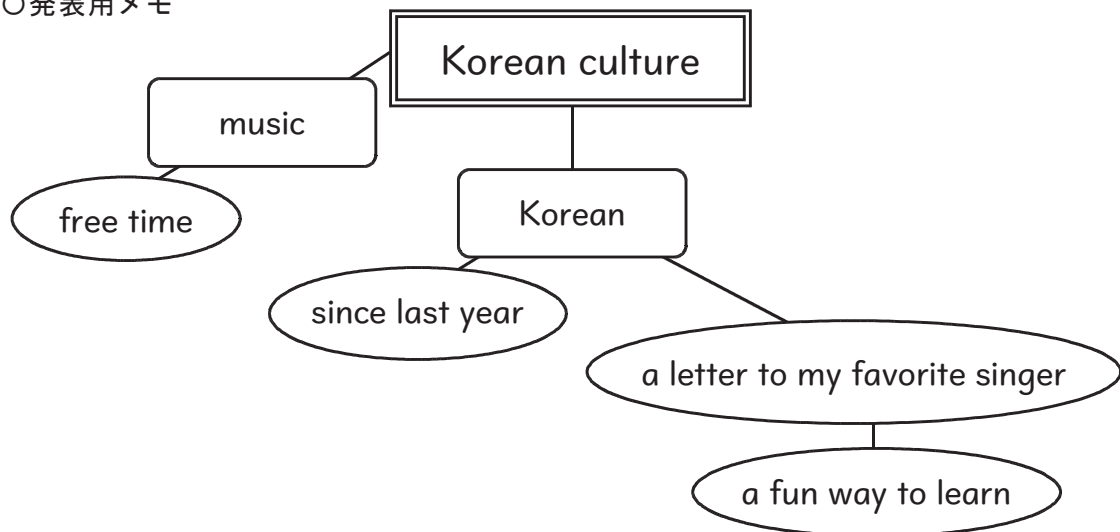 ○発表用メモ
Korean culture
music
free time
Korean
since last year
a letter to my favorite singer
a fun way to learn